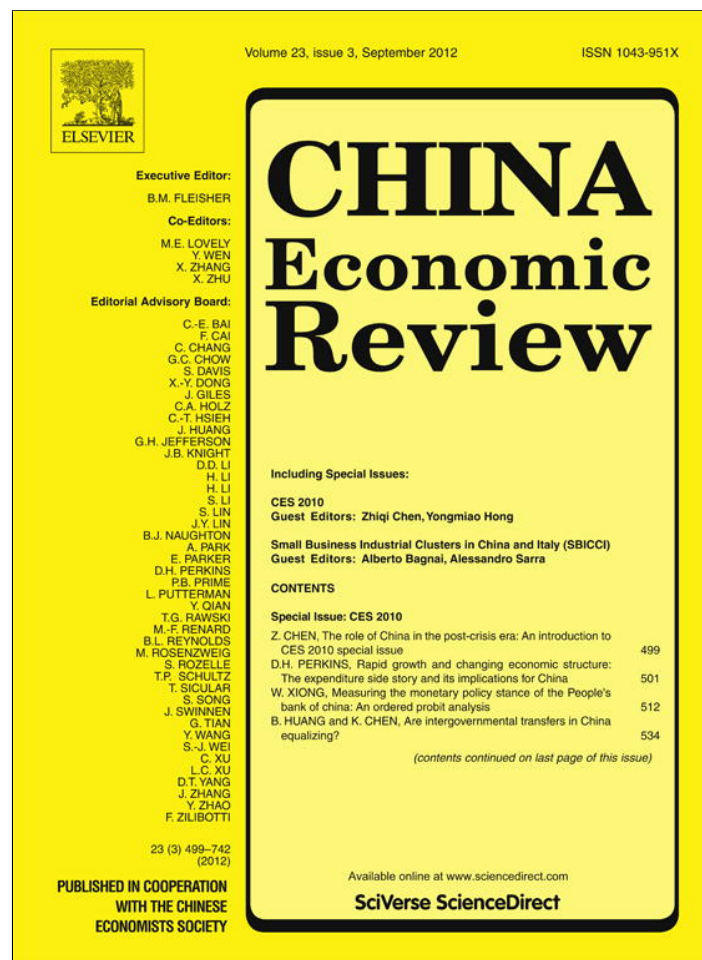 Volume 23, issue 3, September 2012
ISSN 1043-951X
ELSEVIER
Executive Editor:
B.M. FLEISHER
Co-Editors:
M.E. LOVELY
Y. WEN
X. ZHANG
X. ZHU
Editorial Advisory Board:
C.-E. BAI
F. CAI
C. CHANG
G.C. CHOW
S. DAVIS
X.-Y. DONG
J. GILES
C.A. HOLZ
C.-T. HSIEH
J. HUANG
G.H. JEFFERSON
J.B. KNIGHT
D.D. LI
H. LI
H. LI
S. LI
S. LIN
J.Y. LIN
B.J. NAUGHTON
A. PARK
E. PARKER
D.H. PERKINS
P.B. PRIME
L. PUTTERMAN
Y. QIAN
T.G. RAWSKI
M.-F. RENARD
B.L. REYNOLDS
M. ROSENZWEIG
S. ROZELLE
T.P. SCHULTZ
T. SICULAR
S. SONG
J. SWINNEN
G. TIAN
Y. WANG
S.-J. WEI
C. XU
L.C. XU
D.T. YANG
J. ZHANG
Y. ZHAO
F. ZILIBOTTI
23 (3) 499–742
(2012)
PUBLISHED IN COOPERATION
WITH THE CHINESE
ECONOMISTS SOCIETY
CHINA
Economic
Review
Including Special Issues:
CES 2010
Guest Editors: Zhiqi Chen, Yongmiao Hong
Small Business Industrial Clusters in China and Italy (SBICCI)
Guest Editors: Alberto Bagnai, Alessandro Sarra
CONTENTS
Special Issue: CES 2010
Z. CHEN, The role of China in the post-crisis era: An introduction to
CES 2010 special issue 499
D.H. PERKINS, Rapid growth and changing economic structure:
The expenditure side story and its implications for China 501
W. XIONG, Measuring the monetary policy stance of the People's
bank of china: An ordered probit analysis 512
B. HUANG and K. CHEN, Are intergovernmental transfers in China
equalizing? 534
(contents continued on last page of this issue)
Available online at www.sciencedirect.com
SciVerse ScienceDirect